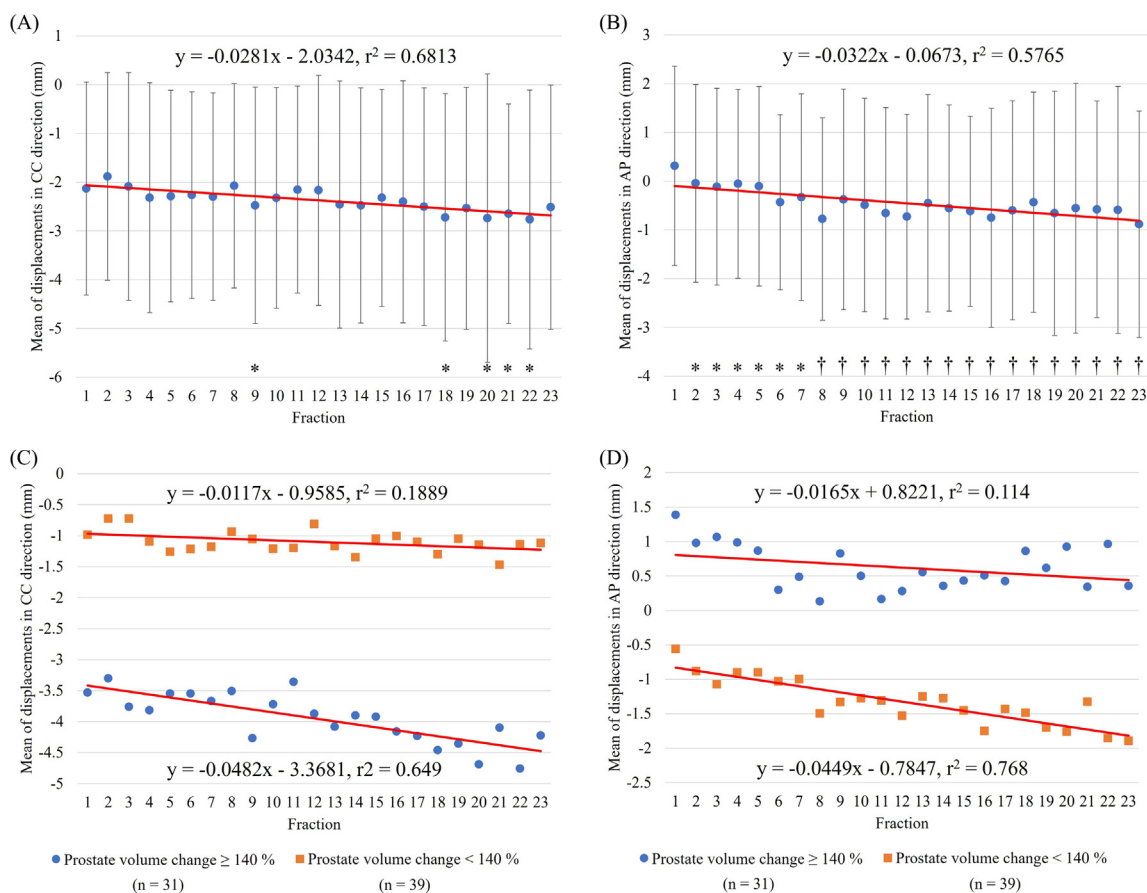 (A)
y = -0.0281x - 2.0342, r² = 0.6813
Mean of displacements in CC direction (mm)
1
0
-1
-2
-3
-4
-5
-6
* * * * *
1 2 3 4 5 6 7 8 9 10 11 12 13 14 15 16 17 18 19 20 21 22 23
Fraction
(B)
y = -0.0322x - 0.0673, r² = 0.5765
Mean of displacements in AP direction (mm)
3
2
1
0
-1
-2
-3
-4
* * * * * * † † † † † † † † † † † † † † † †
1 2 3 4 5 6 7 8 9 10 11 12 13 14 15 16 17 18 19 20 21 22 23
Fraction
(C)
y = -0.0117x - 0.9585, r² = 0.1889
Mean of displacements in CC direction (mm)
0
-0.5
-1
-1.5
-2
-2.5
-3
-3.5
-4
-4.5
-5
y = -0.0482x - 3.3681, r2 = 0.649
1 2 3 4 5 6 7 8 9 10 11 12 13 14 15 16 17 18 19 20 21 22 23
Fraction
Prostate volume change ≥ 140 % Prostate volume change < 140 %
(n = 31) (n = 39)
(D)
y = -0.0165x + 0.8221, r² = 0.114
Mean of displacements in AP direction (mm)
2
1.5
1
0.5
0
-0.5
-1
-1.5
-2
-2.5
y = -0.0449x - 0.7847, r² = 0.768
1 2 3 4 5 6 7 8 9 10 11 12 13 14 15 16 17 18 19 20 21 22 23
Fraction
Prostate volume change ≥ 140 % Prostate volume change < 140 %
(n = 31) (n = 39)